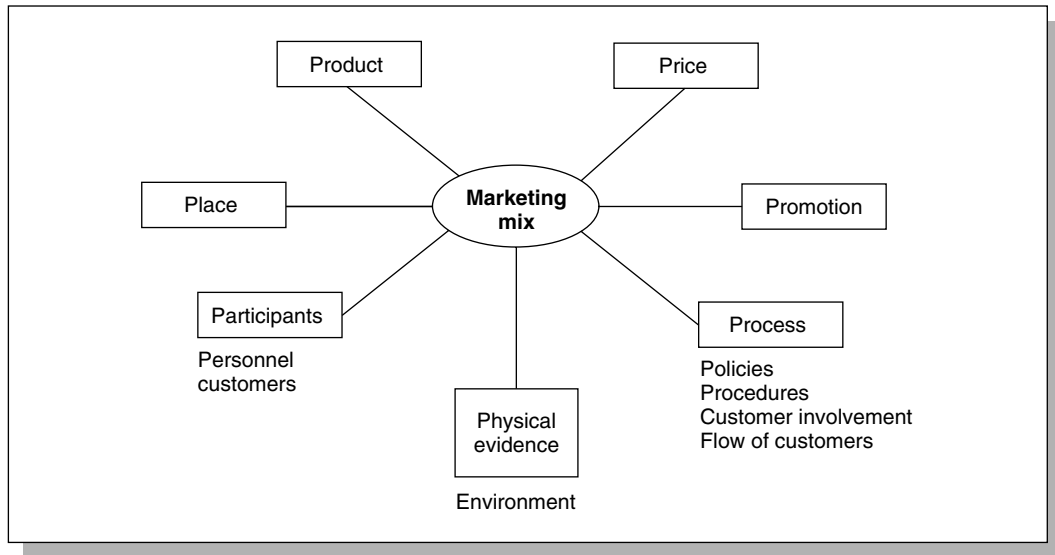 Product
Price
Marketing
mix
Place
Promotion
Participants
Personnel
customers
Process
Policies
Procedures
Customer involvement
Flow of customers
Physical
evidence
Environment